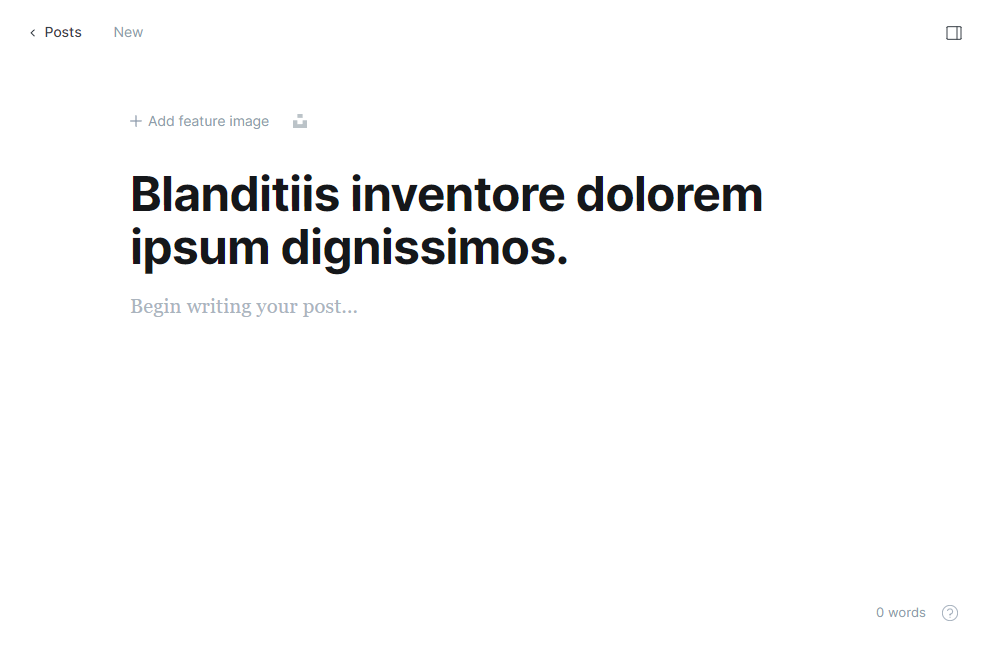 Posts New
Add feature image
Blanditiis inventore dolorem
ipsum dignissimos.
Begin writing your post...
0 words ?